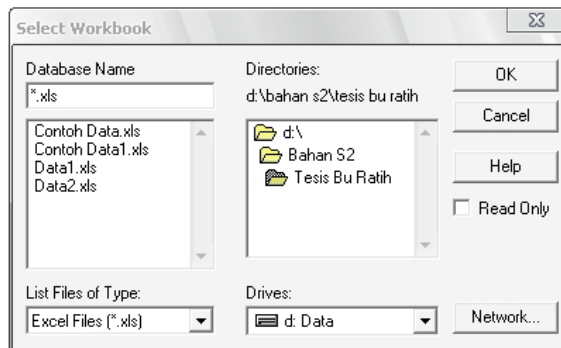 Select Workbook
Database Name
*.xls
Contoh Data.xls
Contoh Data1.xls
Data1.xls
Data2.xls
List Files of Type:
Excel Files (*.xls)
Directories:
d:\bahan s2\tesis bu ratih
d:\
Bahan S2
Tesis Bu Ratih
Drives:
d: Data
OK
Cancel
Help
Read Only
Network...